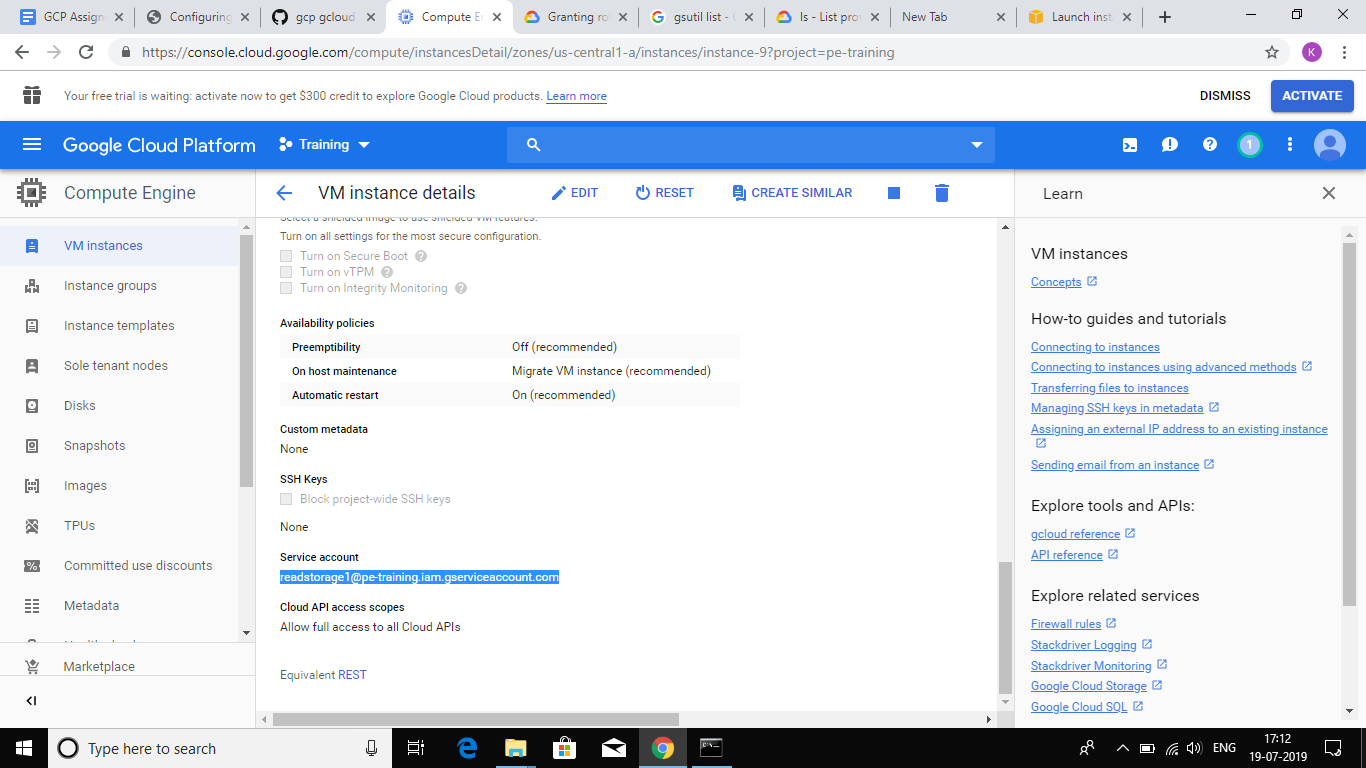 GCP Assign
Configuring
gcp gcloud
Compute En
Granting ro
gsutil list - G
ls - List prov
New Tab
Launch inst
https://console.cloud.google.com/compute/instancesDetail/zones/us-central1-a/instances/instance-9?project=pe-training
K
Your free trial is waiting: activate now to get $300 credit to explore Google Cloud products. Learn more
DISMISS
ACTIVATE
Google Cloud Platform
Training
1
Compute Engine
VM instance details
EDIT
RESET
CREATE SIMILAR
Learn
VM instances
Instance groups
Instance templates
Sole tenant nodes
Disks
Snapshots
Images
TPUs
Committed use discounts
Metadata
Marketplace
Select a shielded image to use shielded VM features.
Turn on all settings for the most secure configuration.
Turn on Secure Boot
Turn on vTPM
Turn on Integrity Monitoring
Availability policies
Preemptibility Off (recommended)
On host maintenance Migrate VM instance (recommended)
Automatic restart On (recommended)
Custom metadata
None
SSH Keys
Block project-wide SSH keys
None
Service account
readstorage1@pe-training.iam.gserviceaccount.com
Cloud API access scopes
Allow full access to all Cloud APIs
Equivalent REST
VM instances
Concepts
How-to guides and tutorials
Connecting to instances
Connecting to instances using advanced methods
Transferring files to instances
Managing SSH keys in metadata
Assigning an external IP address to an existing instance
Sending email from an instance
Explore tools and APIs:
gcloud reference
API reference
Explore related services
Firewall rules
Stackdriver Logging
Stackdriver Monitoring
Google Cloud Storage
Google Cloud SQL
Type here to search
ENG
17:12
19-07-2019